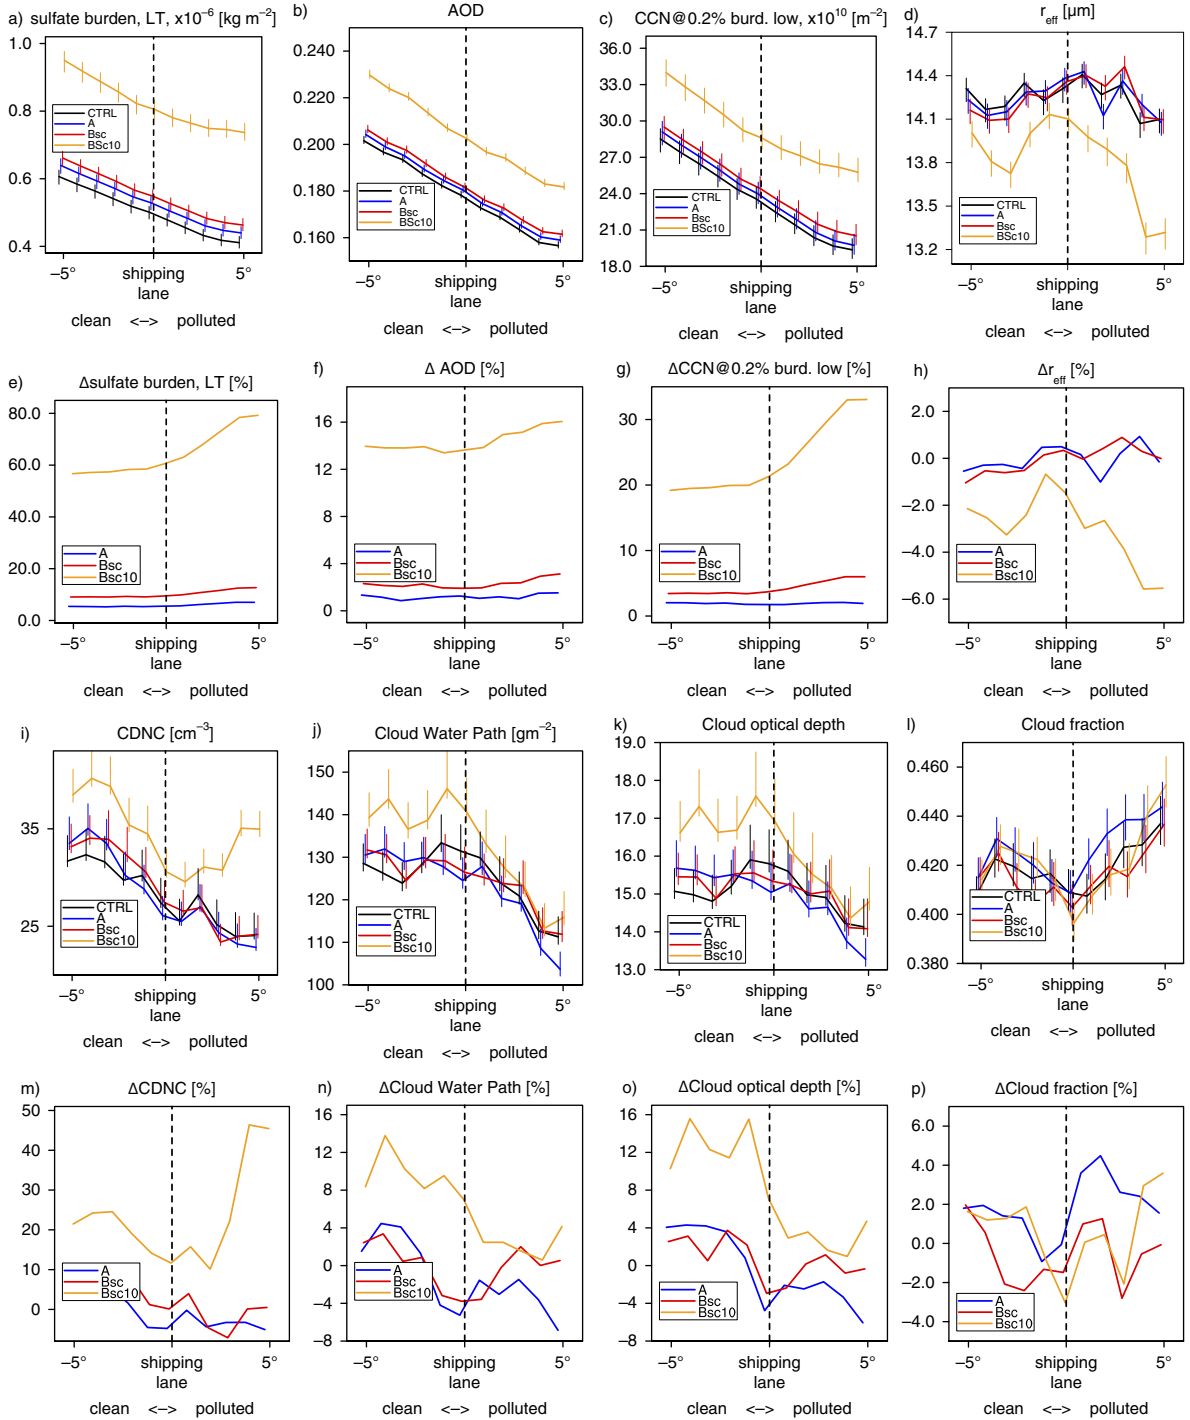 a) sulfate burden, LT, x10⁻⁶ [kg m⁻²]
1.0
0.8
0.6
0.4
CTRL
A
Bsc
BSc10
−5° shipping 5°
lane
clean <−> polluted
b) AOD
0.240
0.220
0.200
0.180
0.160
CTRL
A
Bsc
BSc10
−5° shipping 5°
lane
clean <−> polluted
c) CCN@0.2% burd. low, x10¹⁰ [m⁻²]
36.0
33.0
30.0
27.0
24.0
21.0
18.0
CTRL
A
Bsc
BSc10
−5° shipping 5°
lane
clean <−> polluted
d) r_eff [µm]
14.7
14.4
14.1
13.8
13.5
13.2
CTRL
A
Bsc
BSc10
−5° shipping 5°
lane
clean <−> polluted
e) Δsulfate burden, LT [%]
80.0
60.0
40.0
20.0
0.0
A
Bsc
Bsc10
−5° shipping 5°
lane
clean <−> polluted
f) Δ AOD [%]
16
12
8
4
0
A
Bsc
Bsc10
−5° shipping 5°
lane
clean <−> polluted
g) ΔCCN@0.2% burd. low [%]
30
20
10
0
A
Bsc
Bsc10
−5° shipping 5°
lane
clean <−> polluted
h) Δr_eff [%]
2.0
0.0
−2.0
−4.0
−6.0
A
Bsc
Bsc10
−5° shipping 5°
lane
clean <−> polluted
i) CDNC [cm⁻³]
35
25
CTRL
A
Bsc
Bsc10
−5° shipping 5°
lane
clean <−> polluted
j) Cloud Water Path [gm⁻²]
150
140
130
120
110
100
CTRL
A
Bsc
Bsc10
−5° shipping 5°
lane
clean <−> polluted
k) Cloud optical depth
19.0
18.0
17.0
16.0
15.0
14.0
13.0
CTRL
A
Bsc
Bsc10
−5° shipping 5°
lane
clean <−> polluted
l) Cloud fraction
0.460
0.440
0.420
0.400
0.380
CTRL
A
Bsc
Bsc10
−5° shipping 5°
lane
clean <−> polluted
m) ΔCDNC [%]
50
40
30
20
10
0
A
Bsc
Bsc10
−5° shipping 5°
lane
clean <−> polluted
n) ΔCloud Water Path [%]
16
12
8
4
0
−4
−8
A
Bsc
Bsc10
−5° shipping 5°
lane
clean <−> polluted
o) ΔCloud optical depth [%]
16
12
8
4
0
−4
−8
A
Bsc
Bsc10
−5° shipping 5°
lane
clean <−> polluted
p) ΔCloud fraction [%]
6.0
4.0
2.0
0.0
−2.0
−4.0
A
Bsc
Bsc10
−5° shipping 5°
lane
clean <−> polluted